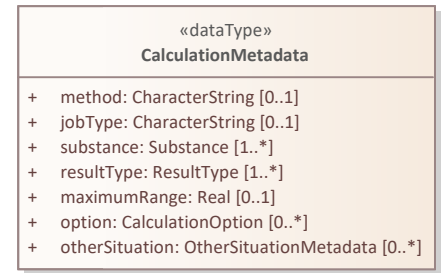 «dataType»
CalculationMetadata
+ method: CharacterString [0..1]
+ jobType: CharacterString [0..1]
+ substance: Substance [1..*]
+ resultType: ResultType [1..*]
+ maximumRange: Real [0..1]
+ option: CalculationOption [0..*]
+ otherSituation: OtherSituationMetadata [0..*]